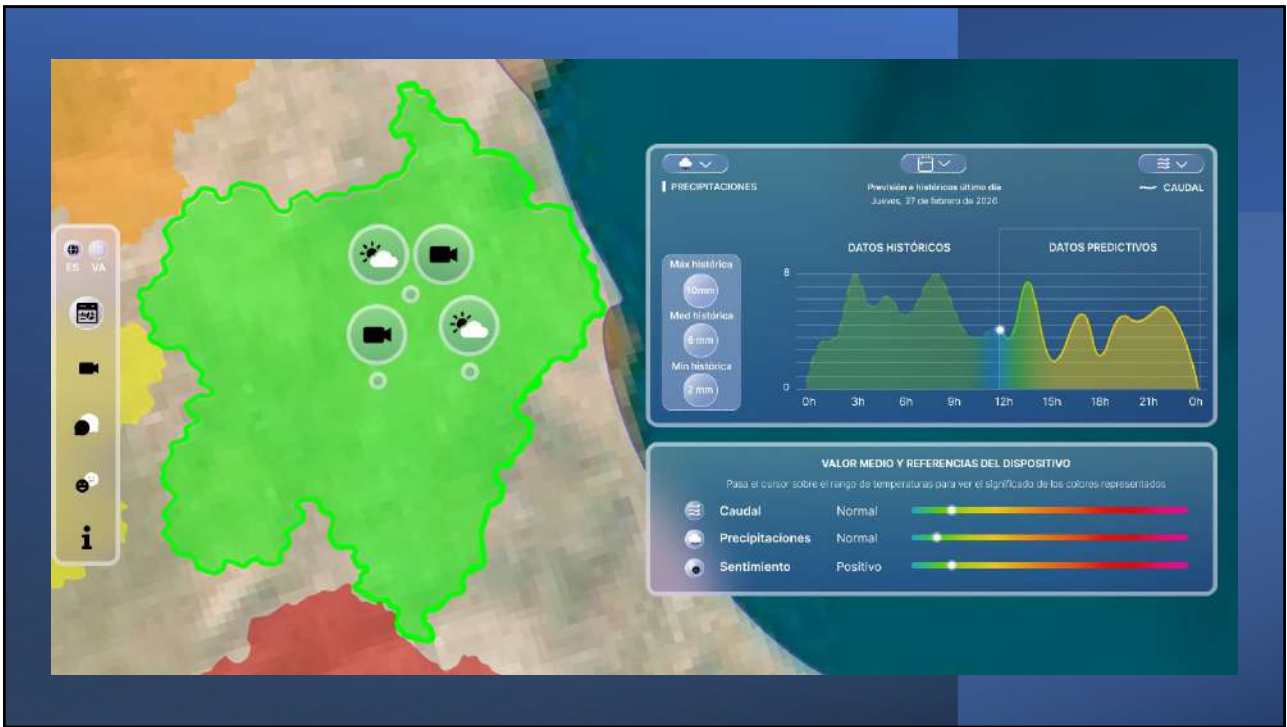 ES VA
PRECIPITACIONES
Previsión e históricos último día
Jueves, 27 de febrero de 2026
CAUDAL
DATOS HISTÓRICOS
DATOS PREDICTIVOS
Máx histórica
10mm
Med histórica
6 mm
Mín histórica
2 mm
8
0
0h 3h 6h 9h 12h 15h 18h 21h 0h
VALOR MEDIO Y REFERENCIAS DEL DISPOSITIVO
Pasa el cursor sobre el rango de temperaturas para ver el significado de los colores representados
Caudal Normal
Precipitaciones Normal
Sentimiento Positivo